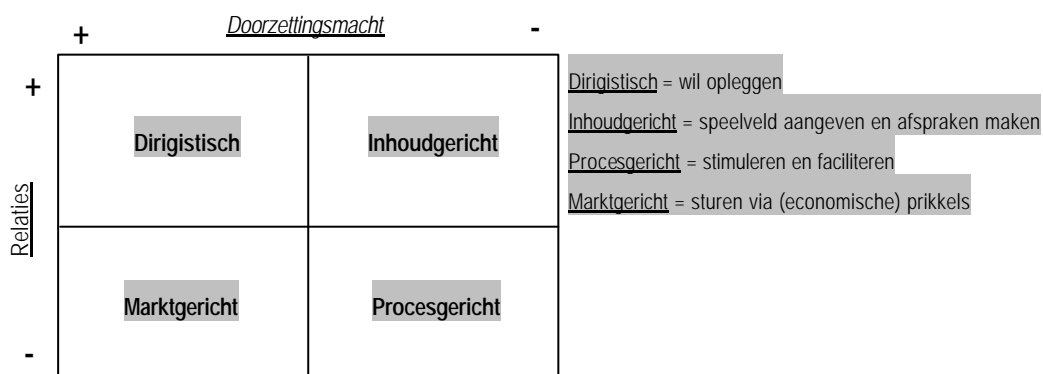 + Doorzettingsmacht -
+
Dirigistisch Inhoudgericht
Relaties
Marktgericht Procesgericht
-
Dirigistisch = wil opleggen
Inhoudgericht = speelveld aangeven en afspraken maken
Procesgericht = stimuleren en faciliteren
Marktgericht = sturen via (economische) prikkels